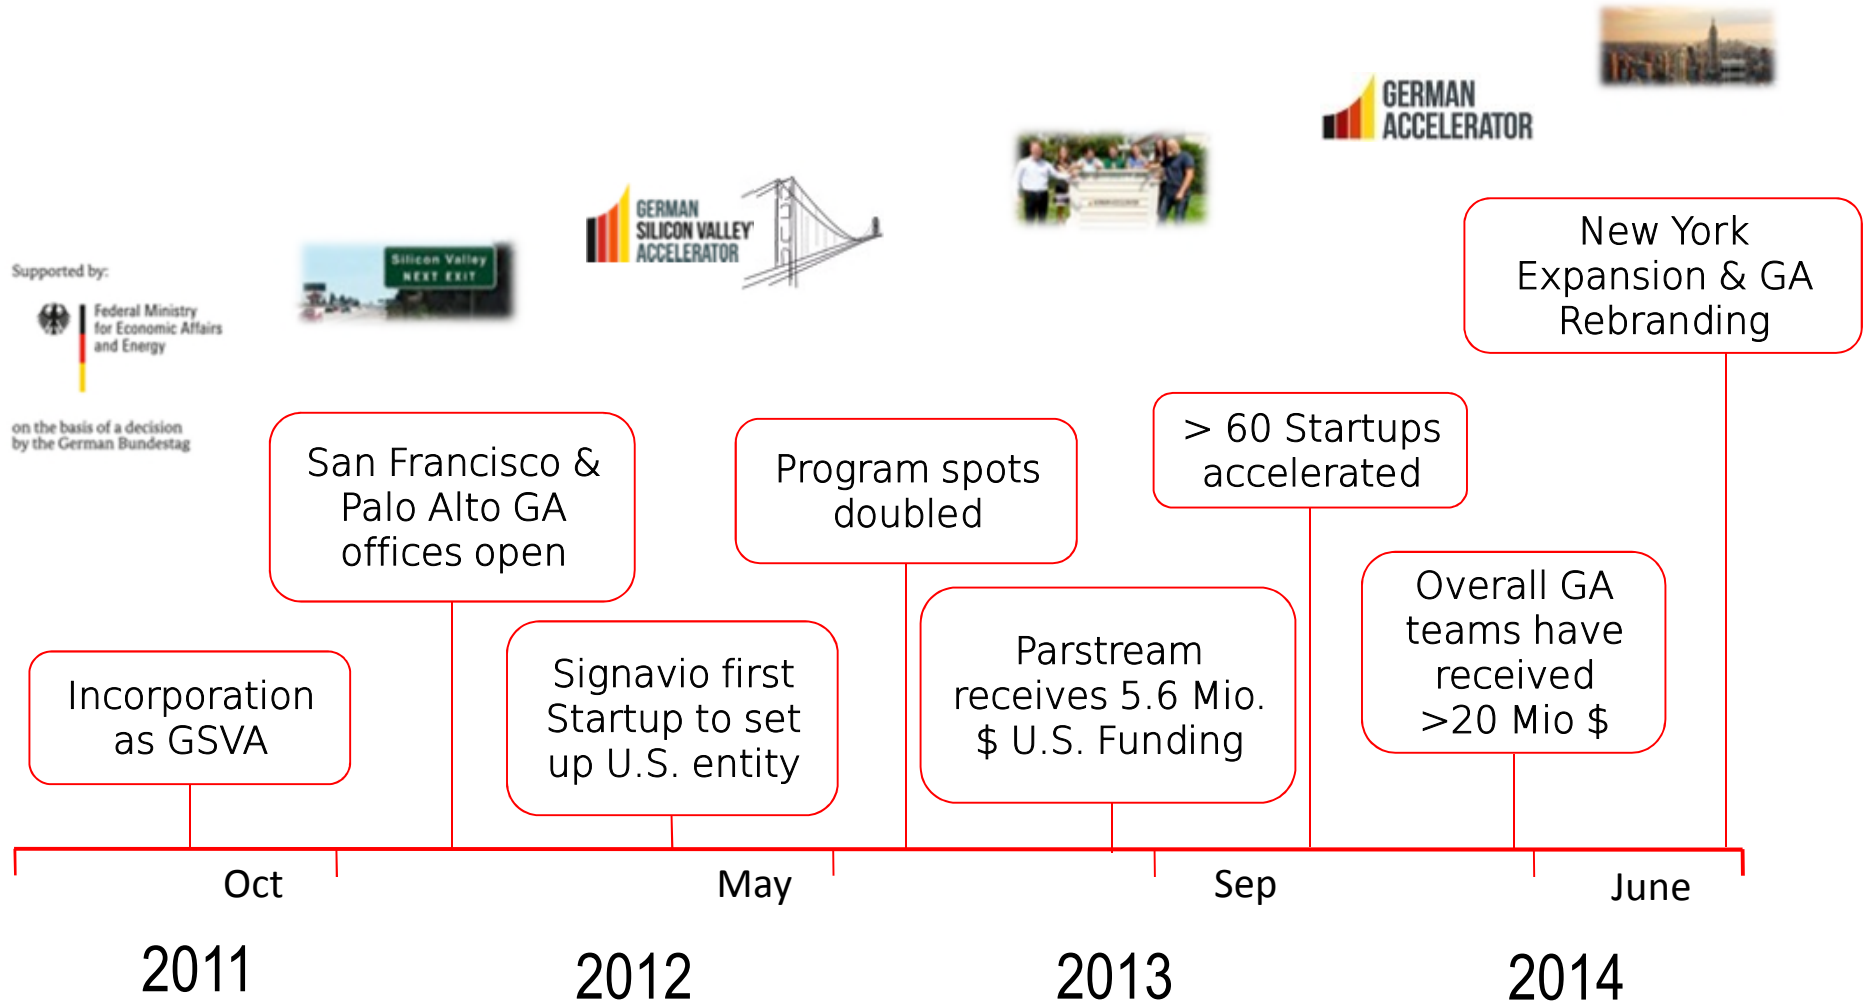 Supported by:
Federal Ministry
for Economic Affairs
and Energy
on the basis of a decision
by the German Bundestag
Silicon Valley
NEXT EXIT
GERMAN
SILICON VALLEY
ACCELERATOR
GERMAN
ACCELERATOR
Incorporation
as GSVA
San Francisco &
Palo Alto GA
offices open
Signavio first
Startup to set
up U.S. entity
Program spots
doubled
Parstream
receives 5.6 Mio.
$ U.S. Funding
> 60 Startups
accelerated
Overall GA
teams have
received
>20 Mio $
New York
Expansion & GA
Rebranding
Oct
May
Sep
June
2011
2012
2013
2014